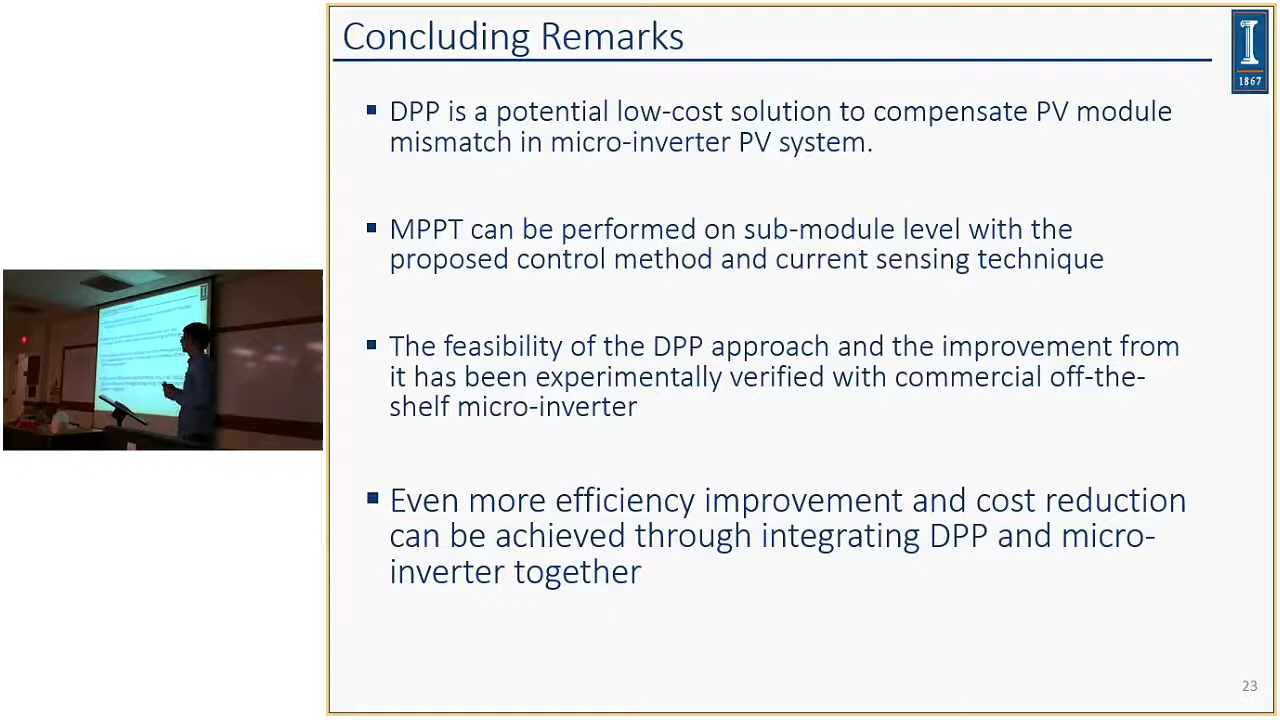 Concluding Remarks
1867
▪ DPP is a potential low-cost solution to compensate PV module
mismatch in micro-inverter PV system.
▪ MPPT can be performed on sub-module level with the
proposed control method and current sensing technique
▪ The feasibility of the DPP approach and the improvement from
it has been experimentally verified with commercial off-the-
shelf micro-inverter
▪ Even more efficiency improvement and cost reduction
can be achieved through integrating DPP and micro-
inverter together
23